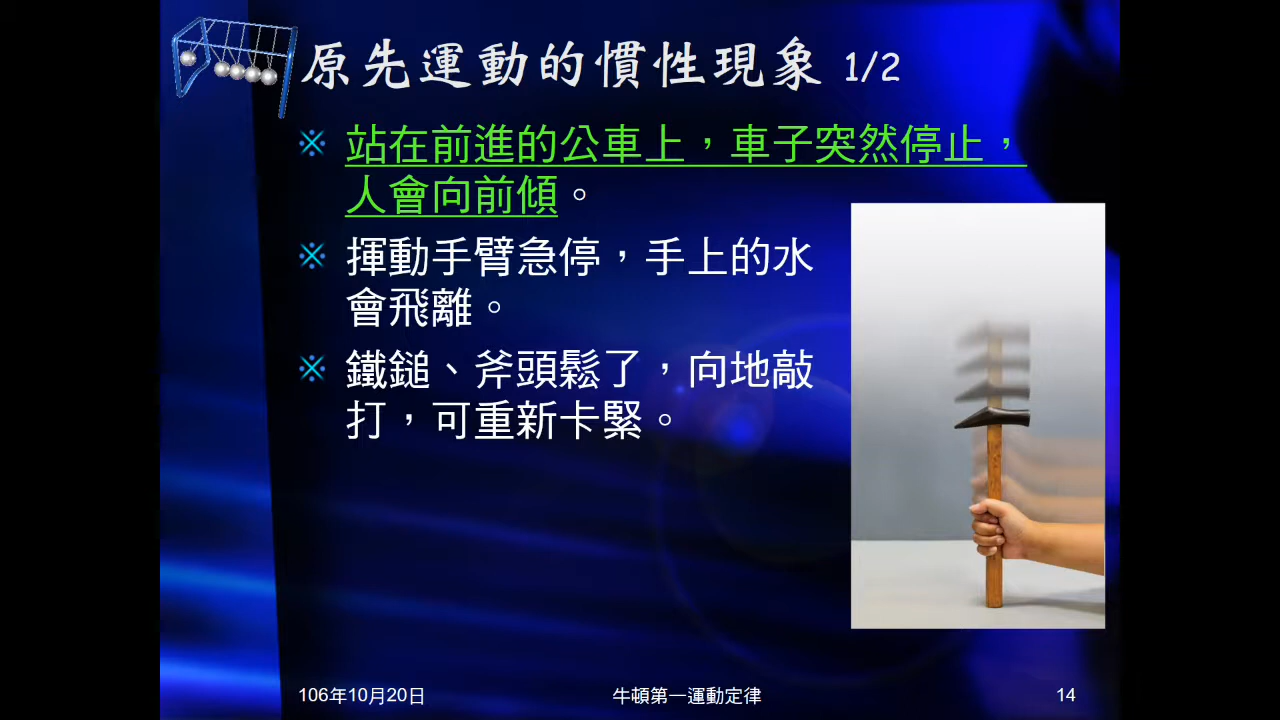 原先運動的慣性現象 1/2
※ 站在前進的公車上，車子突然停止，
人會向前傾。
※ 揮動手臂急停，手上的水
會飛離。
※ 鐵鎚、斧頭鬆了，向地敲
打，可重新卡緊。
106年10月20日
牛頓第一運動定律
14